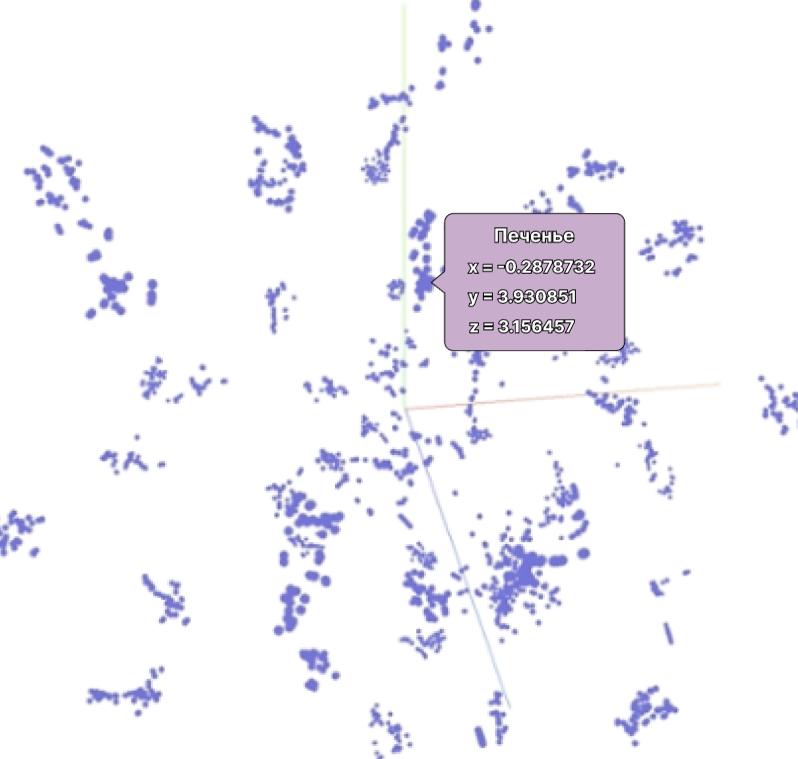 Печенье
x = -0.2878732
y = 3.930851
z = 3.156457